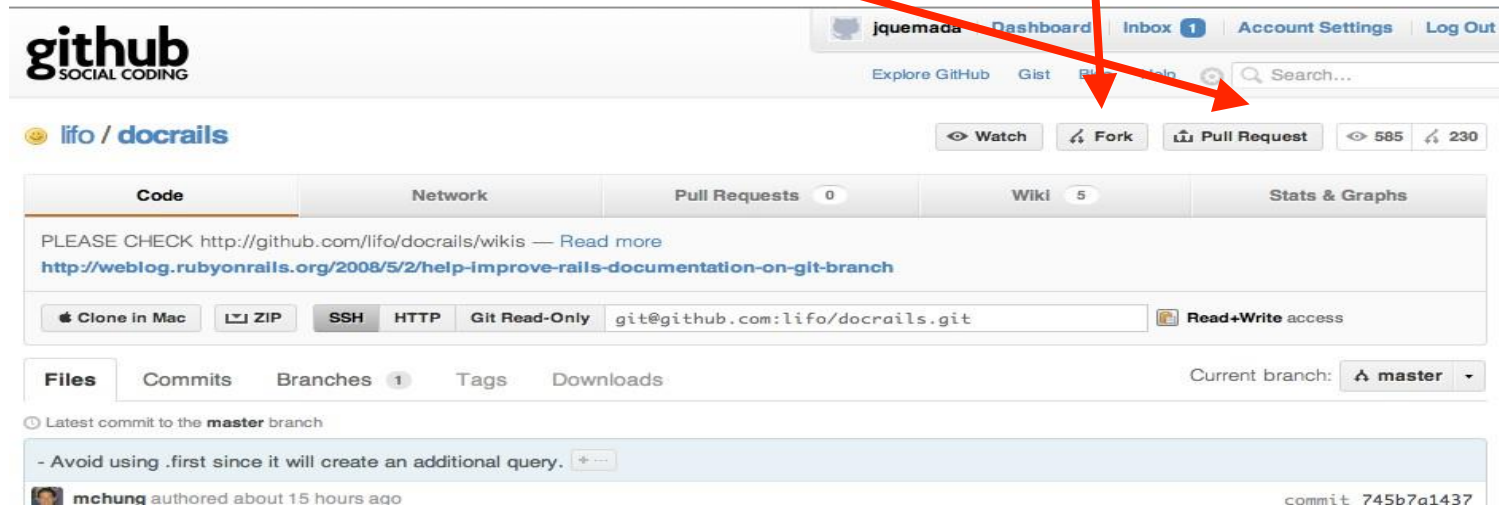 github
SOCIAL CODING
jquemada Dashboard Inbox 1 Account Settings Log Out
Explore GitHub Gist Help Search...
lifo / docrails
Watch Fork Pull Request 585 230
Code Network Pull Requests 0 Wiki 5 Stats & Graphs
PLEASE CHECK http://github.com/lifo/docrails/wikis — Read more
http://weblog.rubyonrails.org/2008/5/2/help-improve-rails-documentation-on-git-branch
Clone in Mac ZIP SSH HTTP Git Read-Only git@github.com:lifo/docrails.git Read+Write access
Files Commits Branches 1 Tags Downloads Current branch: master
Latest commit to the master branch
- Avoid using .first since it will create an additional query. + ...
mchung authored about 15 hours ago commit 745b7a1437